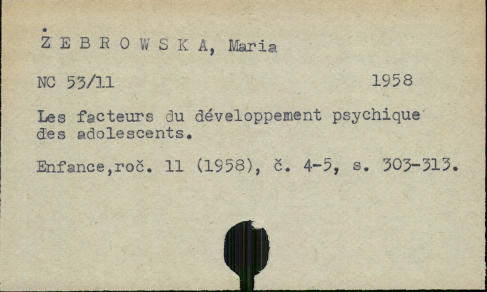 Ż E B R O W S K A, Maria
NC 53/11 1958
Les facteurs du développement psychique
des adolescents.
Enfance,roč. 11 (1958), č. 4-5, s. 303-313.